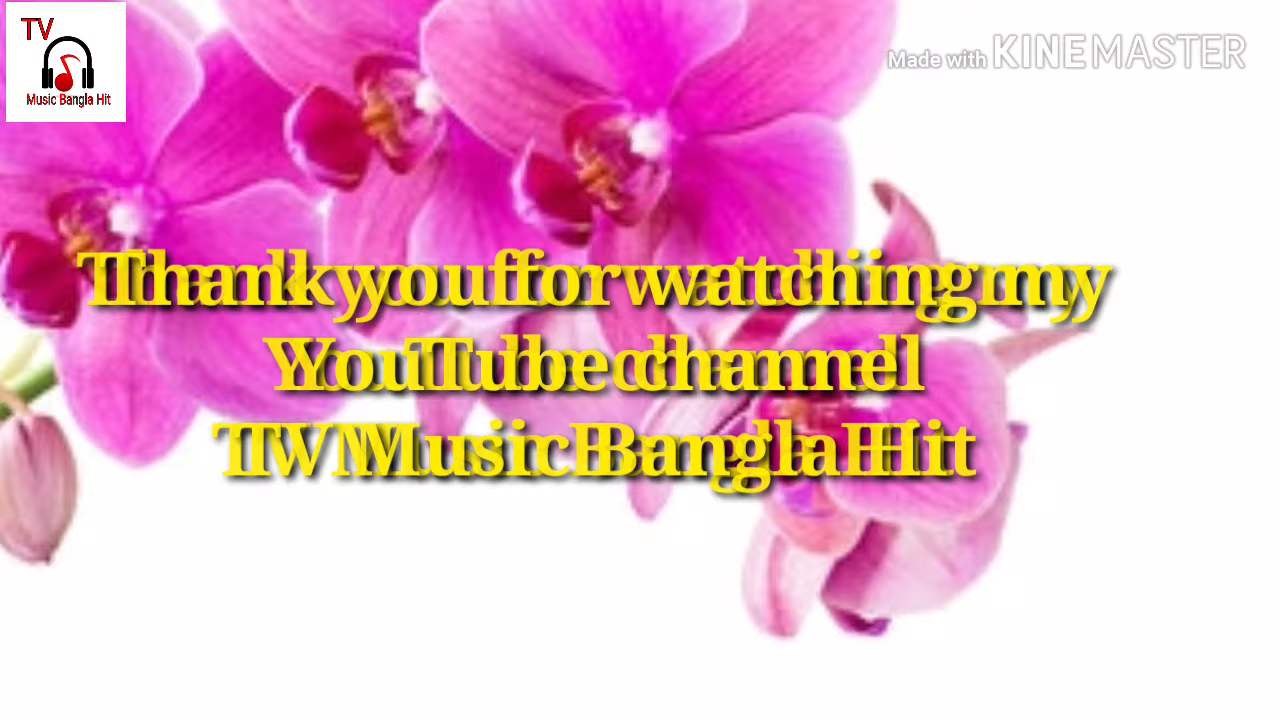 TV
Music Bangla Hit
Made with KINEMASTER
Thank you for watching my
YouTube channel
TV Music Bangla Hit